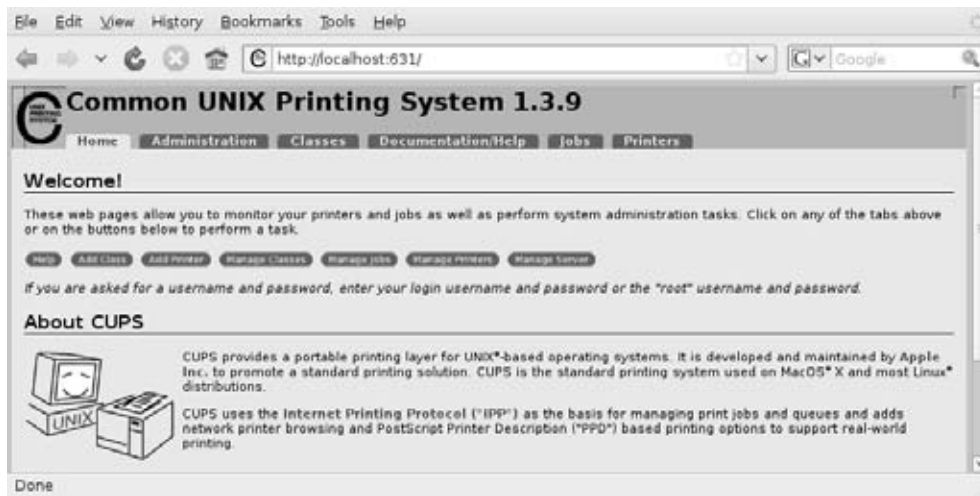 File Edit View History Bookmarks Tools Help
http://localhost:631/
Google
UNIX PRINTING SYSTEM
Common UNIX Printing System 1.3.9
Home Administration Classes Documentation/Help Jobs Printers
Welcome!
These web pages allow you to monitor your printers and jobs as well as perform system administration tasks. Click on any of the tabs above
or on the buttons below to perform a task.
Help Add Class Add Printer Manage Classes Manage Jobs Manage Printers Manage Server
If you are asked for a username and password, enter your login username and password or the "root" username and password.
About CUPS
CUPS provides a portable printing layer for UNIX®-based operating systems. It is developed and maintained by Apple
Inc. to promote a standard printing solution. CUPS is the standard printing system used on MacOS® X and most Linux®
distributions.
UNIX
CUPS uses the Internet Printing Protocol ("IPP") as the basis for managing print jobs and queues and adds
network printer browsing and PostScript Printer Description ("PPD") based printing options to support real-world
printing.
Done